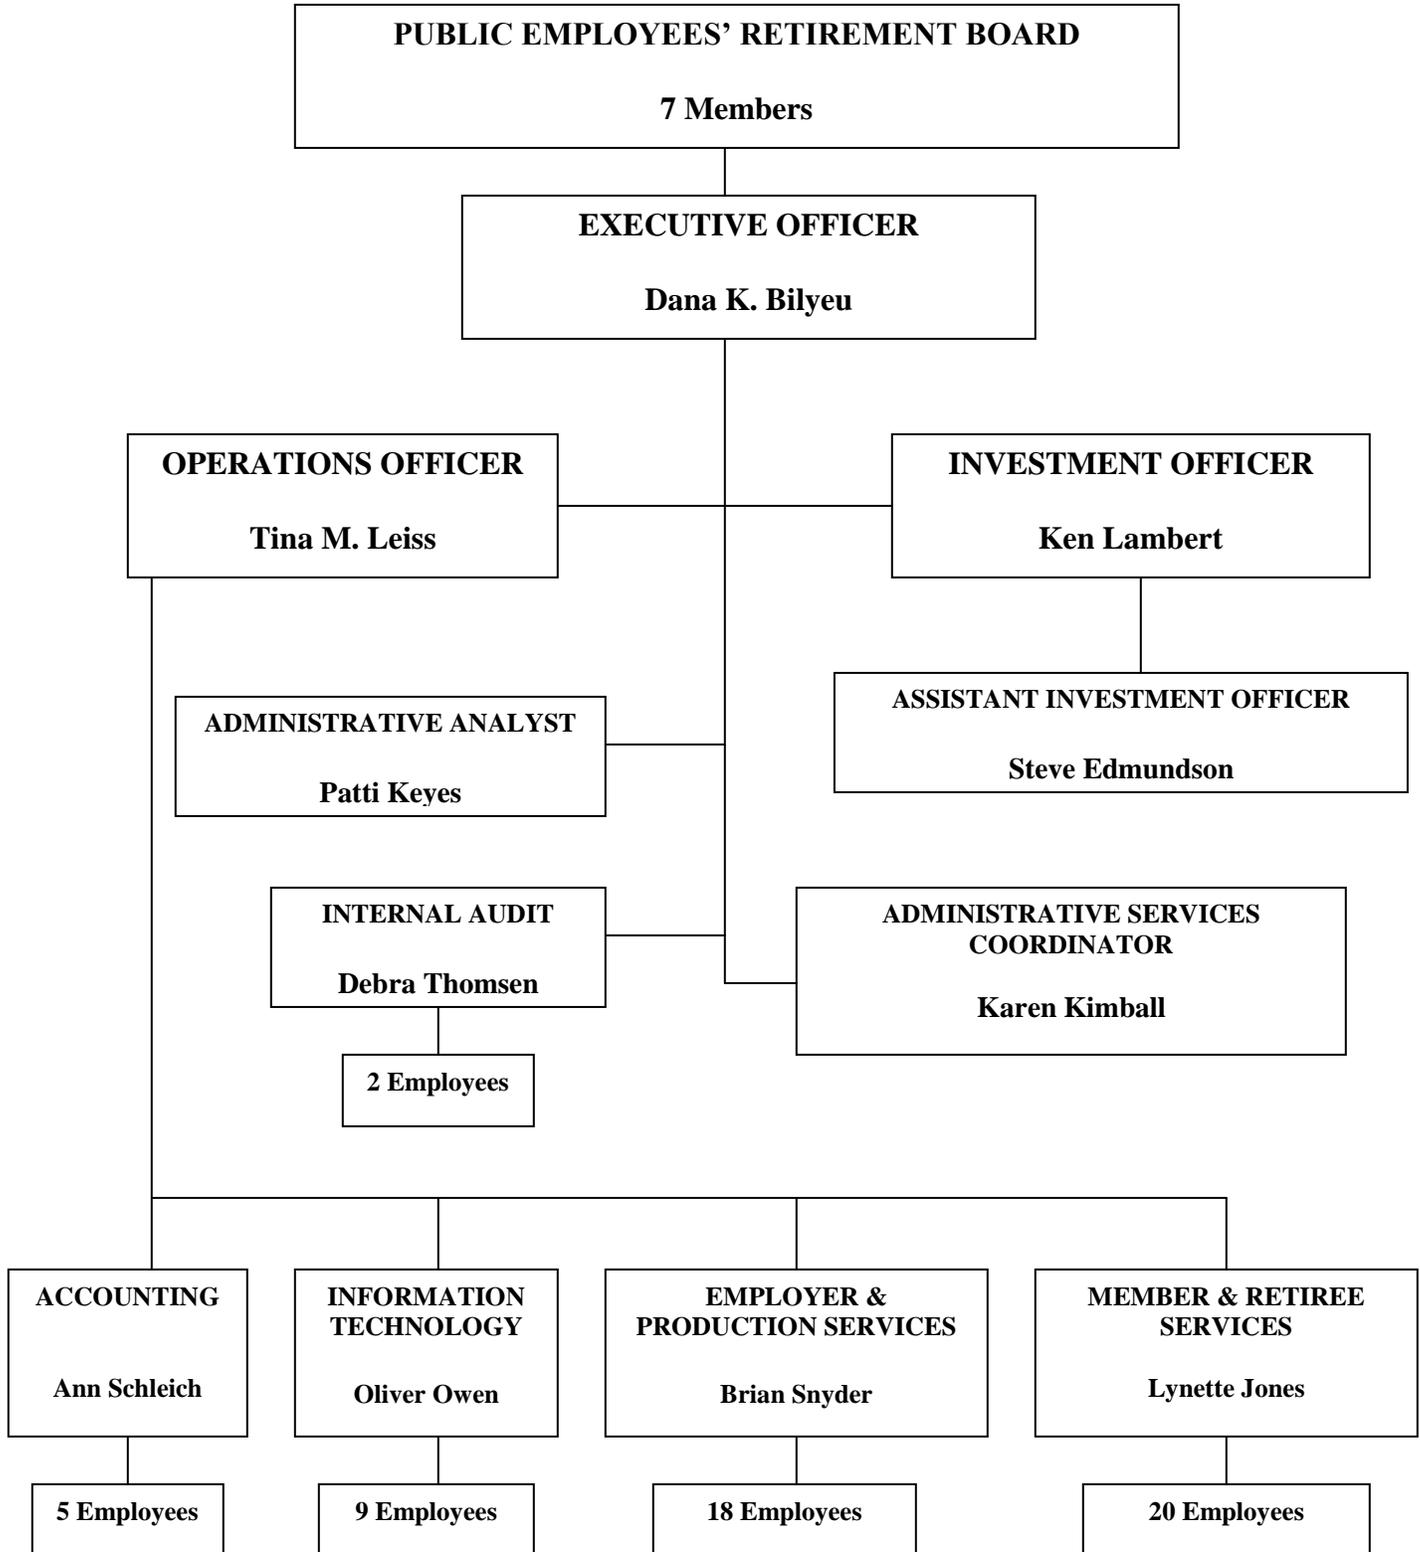 PUBLIC EMPLOYEES’ RETIREMENT BOARD
7 Members
EXECUTIVE OFFICER
Dana K. Bilyeu
OPERATIONS OFFICER
Tina M. Leiss
INVESTMENT OFFICER
Ken Lambert
ASSISTANT INVESTMENT OFFICER
Steve Edmundson
ADMINISTRATIVE ANALYST
Patti Keyes
INTERNAL AUDIT
Debra Thomsen
2 Employees
ADMINISTRATIVE SERVICES
COORDINATOR
Karen Kimball
ACCOUNTING
Ann Schleich
5 Employees
INFORMATION
TECHNOLOGY
Oliver Owen
9 Employees
EMPLOYER &
PRODUCTION SERVICES
Brian Snyder
18 Employees
MEMBER & RETIREE
SERVICES
Lynette Jones
20 Employees